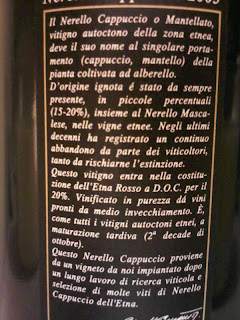 Nerello Cappuccio 2005
Il Nerello Cappuccio o Mantellato,
vitigno autoctono della zona etnea,
deve il suo nome al singolare porta-
mento (cappuccio, mantello) della
pianta coltivata ad alberello.
D'origine ignota é stato da sempre
presente, in piccole percentuali
(15-20%), insieme al Nerello Masca-
lese, nelle vigne etnee. Negli ultimi
decenni ha registrato un continuo
abbandono da parte dei viticoltori,
tanto da rischiarne l'estinzione.
Questo vitigno entra nella costitu-
zione dell'Etna Rosso a D.O.C. per il
20%. Vinificato in purezza dá vini
pronti da medio invecchiamento. É,
come tutti i vitigni autoctoni etnei, a
maturazione tardiva (2ª decade di
ottobre).
Questo Nerello Cappuccio proviene
da un vigneto da noi impiantato dopo
un lungo lavoro di ricerca viticola e
selezione di molte viti di Nerello
Cappuccio dell'Etna.